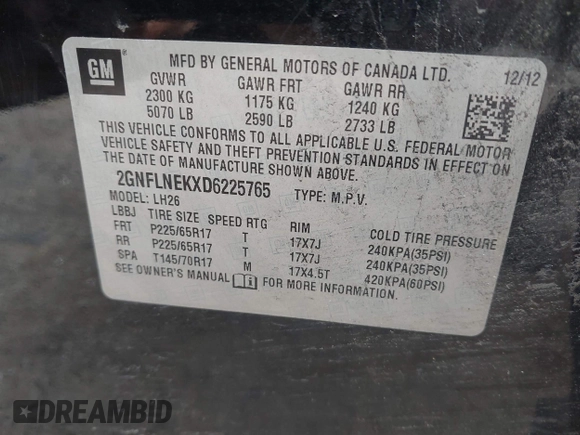 GM
MFD BY GENERAL MOTORS OF CANADA LTD.
12/12
GVWR GAWR FRT GAWR RR
2300 KG 1175 KG 1240 KG
5070 LB 2590 LB 2733 LB
THIS VEHICLE CONFORMS TO ALL APPLICABLE U.S. FEDERAL MOTOR
VEHICLE SAFETY AND THEFT PREVENTION STANDARDS IN EFFECT ON
THE DATE OF MANUFACTURE SHOWN ABOVE.
2GNFLNEKXD6225765 TYPE: M.P.V.
MODEL: LH26
LBBJ TIRE SIZE SPEED RTG RIM COLD TIRE PRESSURE
FRT P225/65R17 T 17X7J 240KPA(35PSI)
RR P225/65R17 T 17X7J 240KPA(35PSI)
SPA T145/70R17 M 17X4.5T 420KPA(60PSI)
SEE OWNER'S MANUAL FOR MORE INFORMATION.
DREAMBID